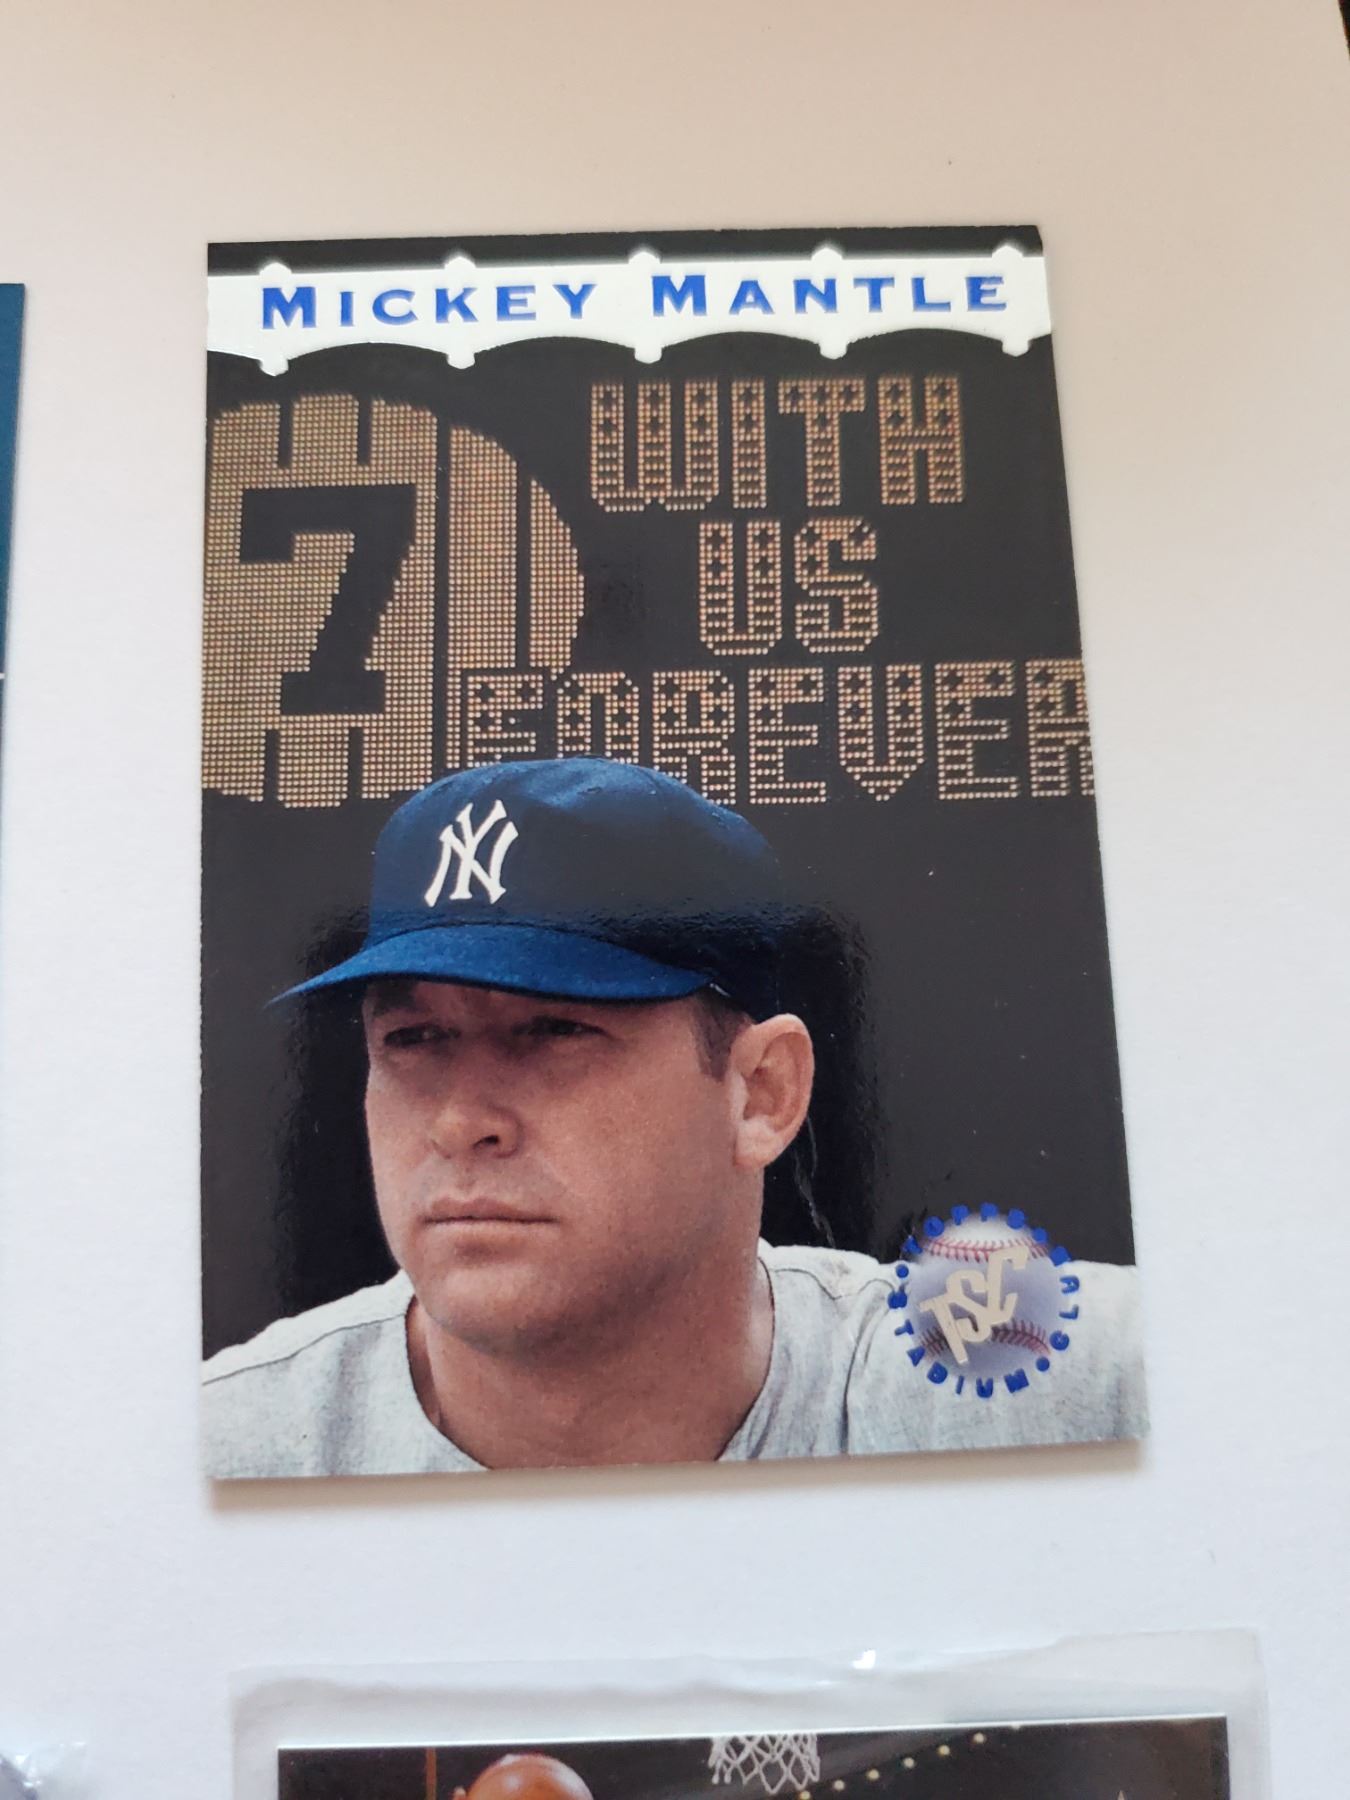 MICKEY MANTLE
7
WITH
US
FOREVER
NY
TOPPS
TSC
STADIUM CLUB